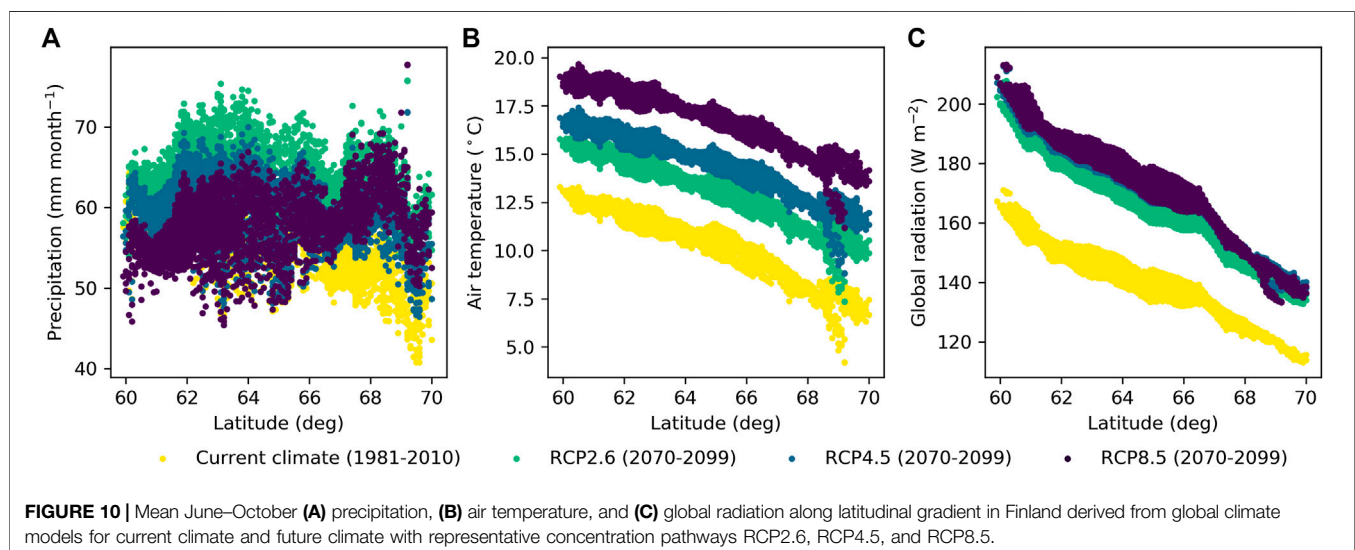 A
B
C
Precipitation (mm month⁻¹)
70
60
50
40
60 62 64 66 68 70
Latitude (deg)
Air temperature (°C)
20.0
17.5
15.0
12.5
10.0
7.5
5.0
60 62 64 66 68 70
Latitude (deg)
Global radiation (W m⁻²)
200
180
160
140
120
60 62 64 66 68 70
Latitude (deg)
Current climate (1981-2010) RCP2.6 (2070-2099) RCP4.5 (2070-2099) RCP8.5 (2070-2099)
FIGURE 10 | Mean June–October (A) precipitation, (B) air temperature, and (C) global radiation along latitudinal gradient in Finland derived from global climate
models for current climate and future climate with representative concentration pathways RCP2.6, RCP4.5, and RCP8.5.